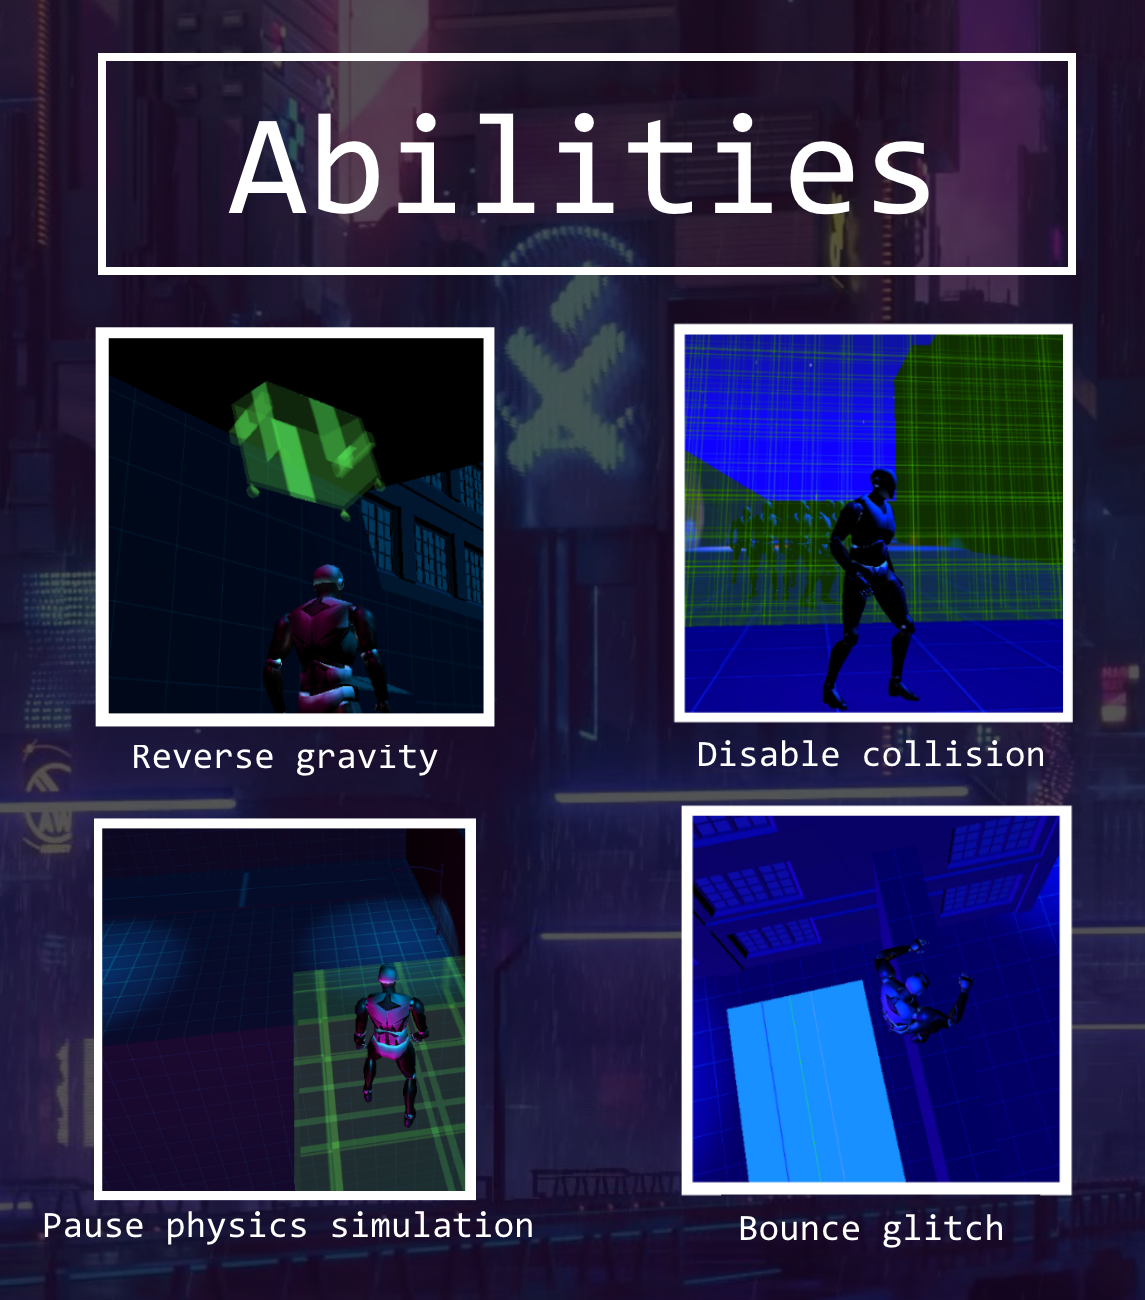 Abilities
Reverse gravity
Disable collision
Pause physics simulation
Bounce glitch